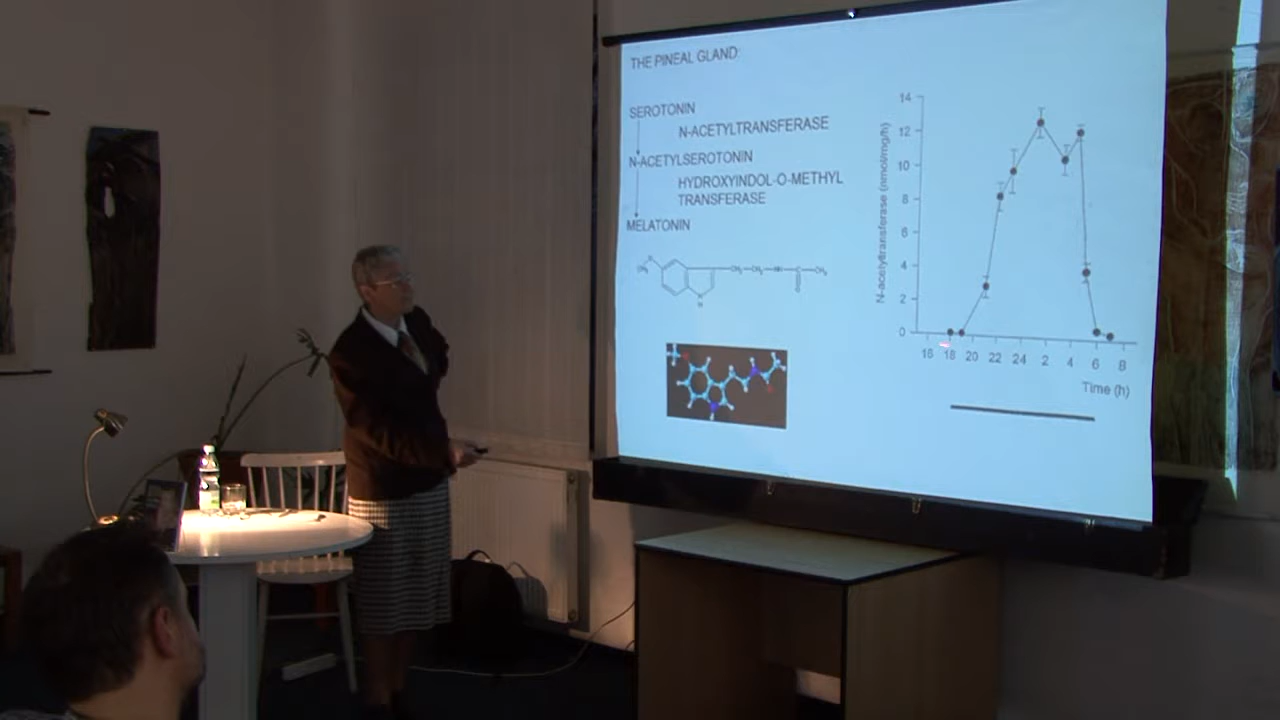 THE PINEAL GLAND
SEROTONIN
N-ACETYLTRANSFERASE
N-ACETYLSEROTONIN
HYDROXYINDOL-O-METHYL
TRANSFERASE
MELATONIN
N-acetyltransferase (nmol/mg/h)
14
12
10
8
6
4
2
0
16 18 20 22 24 2 4 6 8
Time (h)